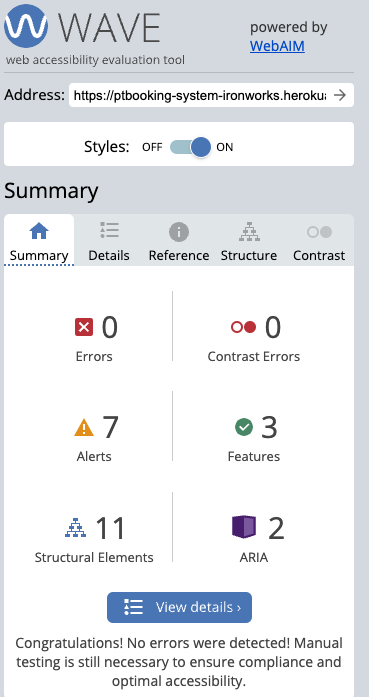 WAVE
web accessibility evaluation tool
powered by
WebAIM
Address: https://ptbooking-system-ironworks.heroku
Styles: OFF ON
Summary
Summary Details Reference Structure Contrast
0 0
Errors Contrast Errors
7 3
Alerts Features
11 2
Structural Elements ARIA
View details ›
Congratulations! No errors were detected! Manual
testing is still necessary to ensure compliance and
optimal accessibility.